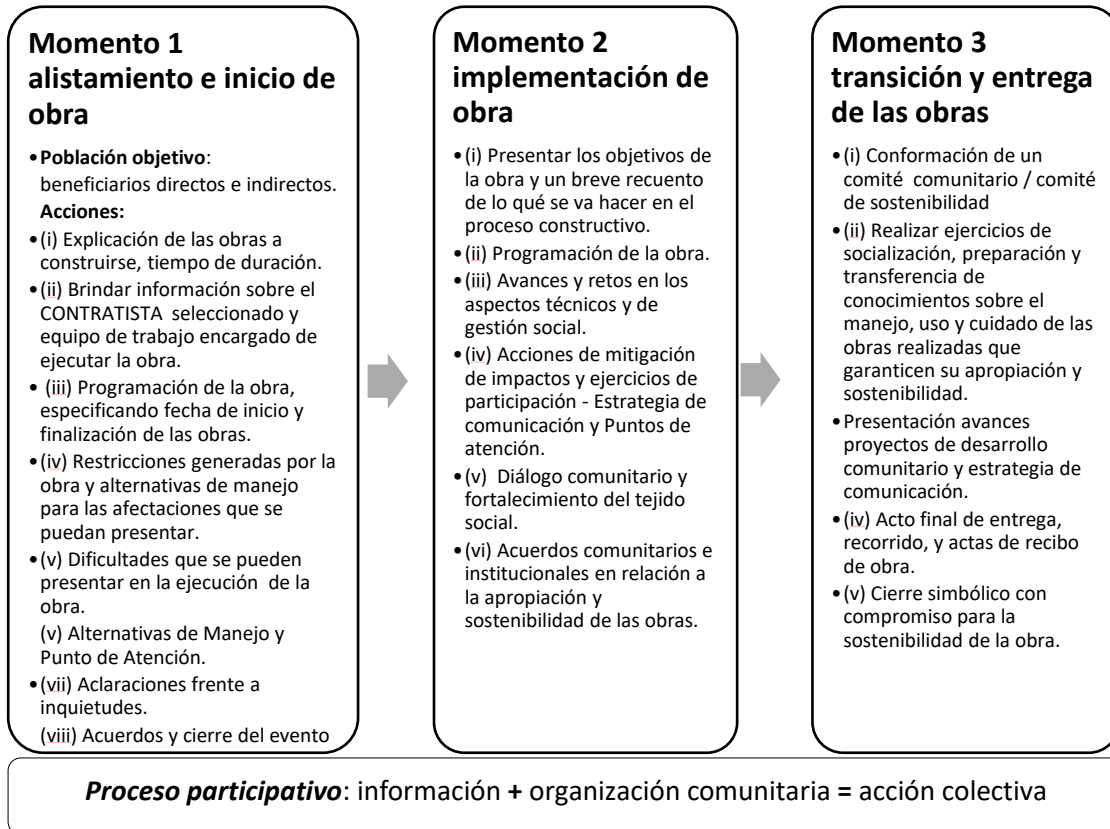 Momento 1
alistamiento e inicio de
obra
•Población objetivo:
beneficiarios directos e indirectos.
Acciones:
•(i) Explicación de las obras a
construirse, tiempo de duración.
•(ii) Brindar información sobre el
CONTRATISTA seleccionado y
equipo de trabajo encargado de
ejecutar la obra.
• (iii) Programación de la obra,
especificando fecha de inicio y
finalización de las obras.
•(iv) Restricciones generadas por la
obra y alternativas de manejo
para las afectaciones que se
puedan presentar.
•(v) Dificultades que se pueden
presentar en la ejecución de la
obra.
(v) Alternativas de Manejo y
Punto de Atención.
•(vii) Aclaraciones frente a
inquietudes.
(viii) Acuerdos y cierre del evento
Momento 2
implementación de
obra
•(i) Presentar los objetivos de
la obra y un breve recuento
de lo qué se va hacer en el
proceso constructivo.
•(ii) Programación de la obra.
•(iii) Avances y retos en los
aspectos técnicos y de
gestión social.
•(iv) Acciones de mitigación
de impactos y ejercicios de
participación - Estrategia de
comunicación y Puntos de
atención.
•(v) Diálogo comunitario y
fortalecimiento del tejido
social.
•(vi) Acuerdos comunitarios e
institucionales en relación a
la apropiación y
sostenibilidad de las obras.
Momento 3
transición y entrega
de las obras
•(i) Conformación de un
comité comunitario / comité
de sostenibilidad
•(ii) Realizar ejercicios de
socialización, preparación y
transferencia de
conocimientos sobre el
manejo, uso y cuidado de las
obras realizadas que
garanticen su apropiación y
sostenibilidad.
•Presentación avances
proyectos de desarrollo
comunitario y estrategia de
comunicación.
•(iv) Acto final de entrega,
recorrido, y actas de recibo
de obra.
•(v) Cierre simbólico con
compromiso para la
sostenibilidad de la obra.
Proceso participativo: información + organización comunitaria = acción colectiva